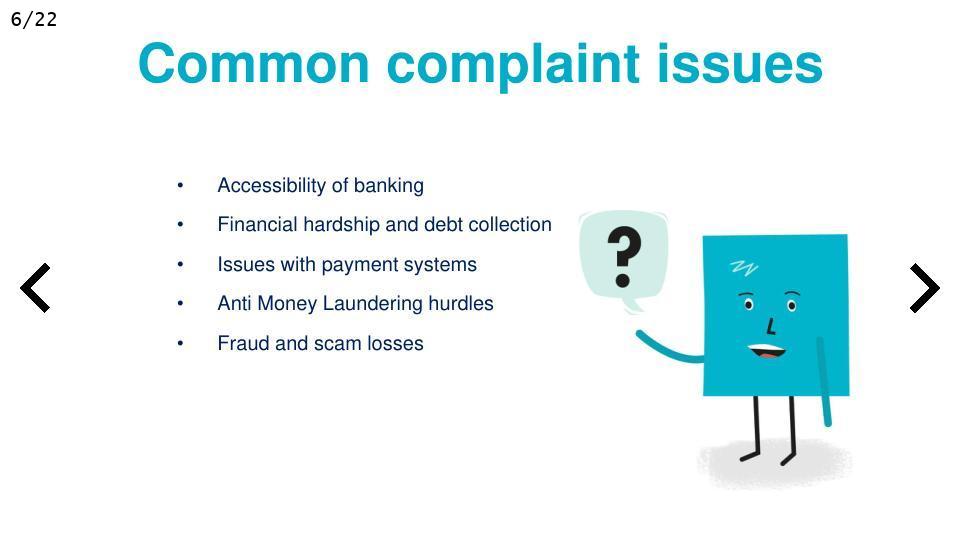 6/22
Common complaint issues
• Accessibility of banking
• Financial hardship and debt collection
• Issues with payment systems
• Anti Money Laundering hurdles
• Fraud and scam losses
?